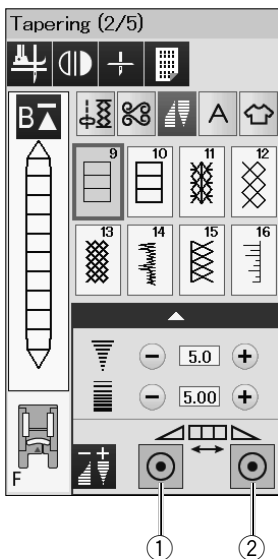 Tapering (2/5)
B
A
9 10 11 12
13 14 15 16
− 5.0 +
− 5.00 +
F
− +
① ②